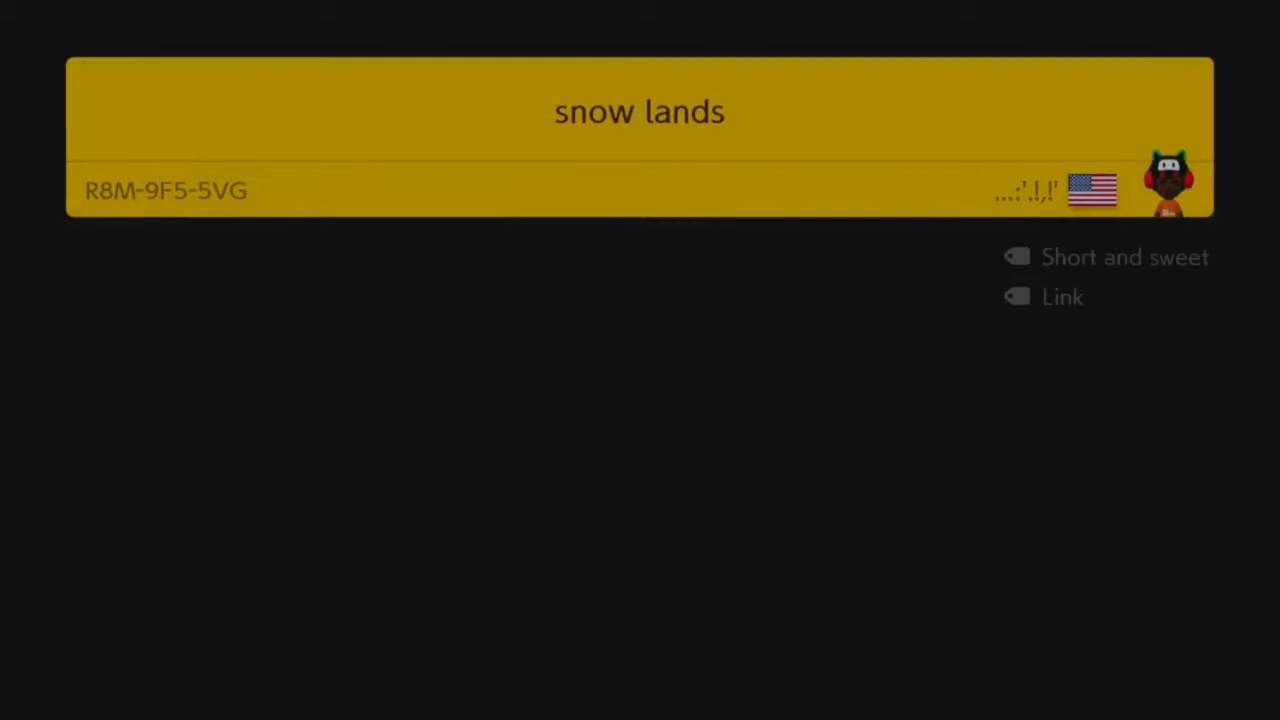 snow lands
R8M-9F5-5VG
...:'.!,!'
Short and sweet
Link